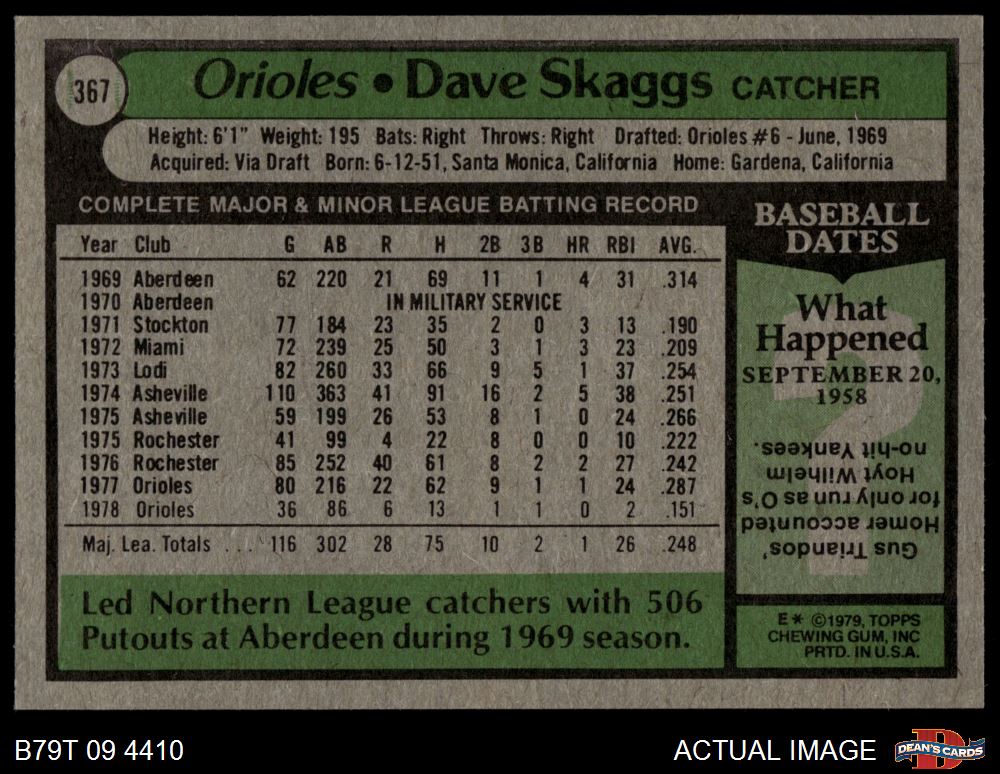 367
Orioles • Dave Skaggs CATCHER
Height: 6'1" Weight: 195 Bats: Right Throws: Right Drafted: Orioles #6 - June, 1969
Acquired: Via Draft Born: 6-12-51, Santa Monica, California Home: Gardena, California
COMPLETE MAJOR & MINOR LEAGUE BATTING RECORD
Year Club G AB R H 2B 3B HR RBI AVG.
1969 Aberdeen 62 220 21 69 11 1 4 31 .314
1970 Aberdeen IN MILITARY SERVICE
1971 Stockton 77 184 23 35 2 0 3 13 .190
1972 Miami 72 239 25 50 3 1 3 23 .209
1973 Lodi 82 260 33 66 9 5 1 37 .254
1974 Asheville 110 363 41 91 16 2 5 38 .251
1975 Asheville 59 199 26 53 8 1 0 24 .266
1975 Rochester 41 99 4 22 8 0 0 10 .222
1976 Rochester 85 252 40 61 8 2 2 27 .242
1977 Orioles 80 216 22 62 9 1 1 24 .287
1978 Orioles 36 86 6 13 1 1 0 2 .151
Maj. Lea. Totals ... 116 302 28 75 10 2 1 26 .248
Led Northern League catchers with 506
Putouts at Aberdeen during 1969 season.
BASEBALL
DATES
?
What
Happened
SEPTEMBER 20,
1958
Gus Triandos'
Homer accounted
for only run as O's
Hoyt Wilhelm
no-hit Yankees.
E* ©1979, TOPPS
CHEWING GUM, INC
PRTD. IN U.S.A.
B79T 09 4410
ACTUAL IMAGE
D
DEAN'S CARDS